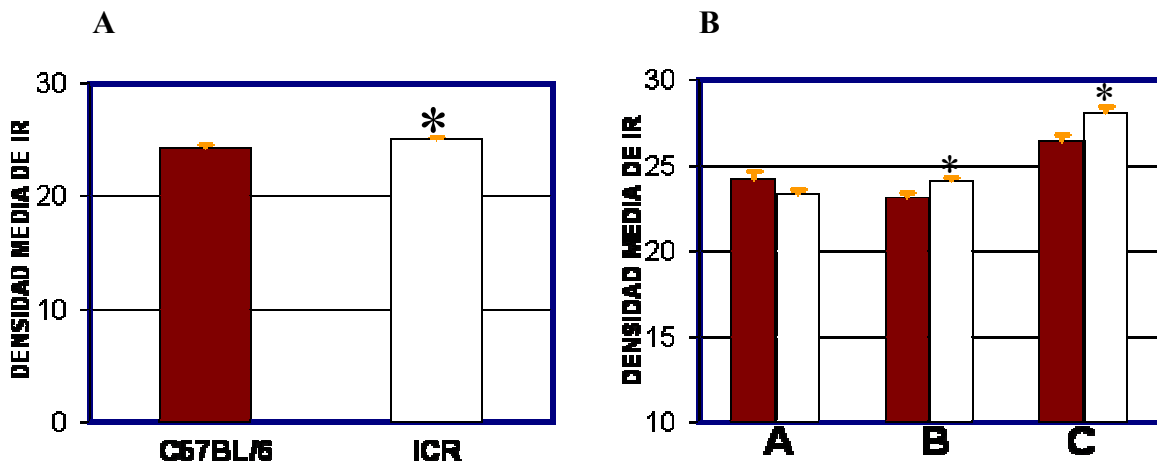 A
B
DENSIDAD MEDIA DE IR
30
20
10
0
*
C57BL/6
ICR
DENSIDAD MEDIA DE IR
30
25
20
15
10
*
*
A
B
C